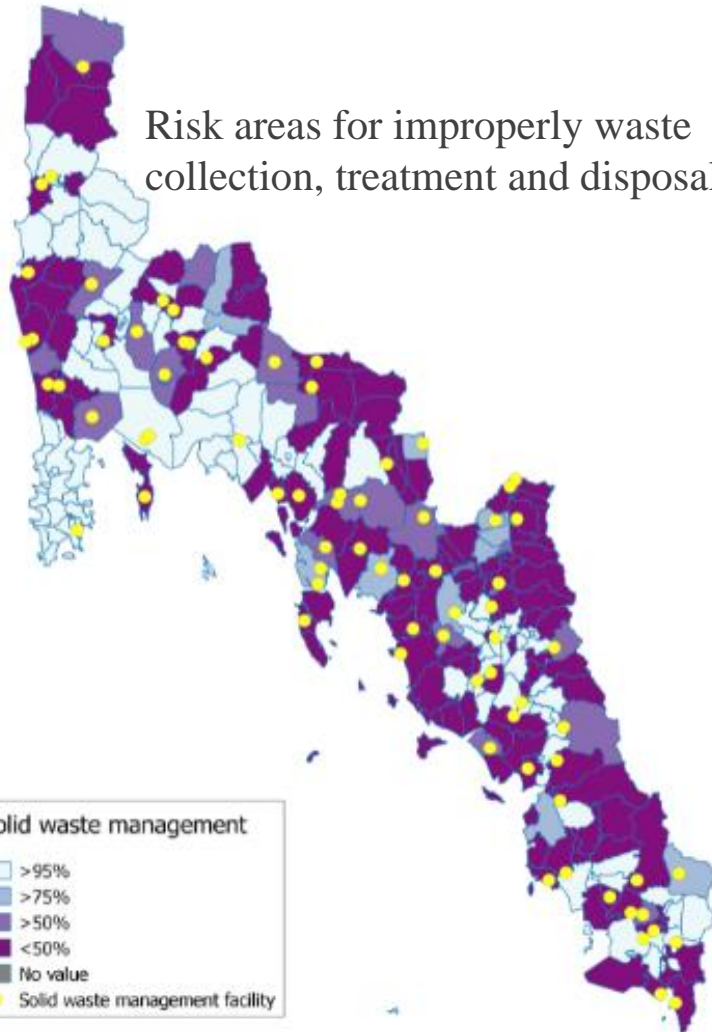 Risk areas for improperly waste
collection, treatment and disposal
olid waste management
>95%
>75%
>50%
<50%
No value
Solid waste management facility